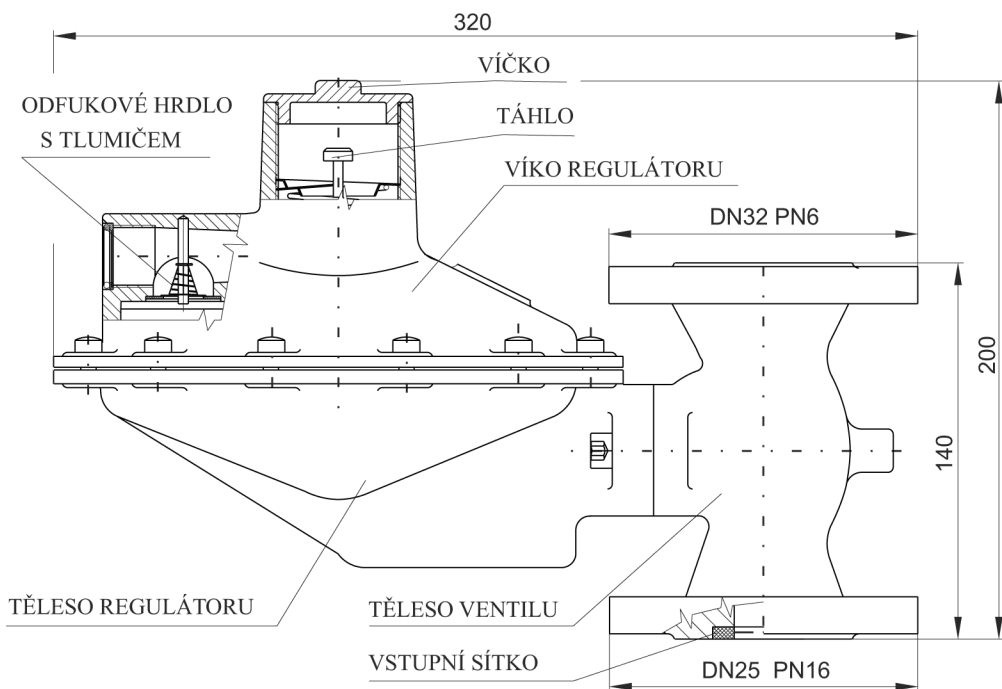 320
VÍČKO
ODFUKOVÉ HRDLO
S TLUMIČEM
TÁHLO
VÍKO REGULÁTORU
DN32 PN6
200
140
TĚLESO REGULÁTORU
TĚLESO VENTILU
VSTUPNÍ SÍTKO
DN25 PN16